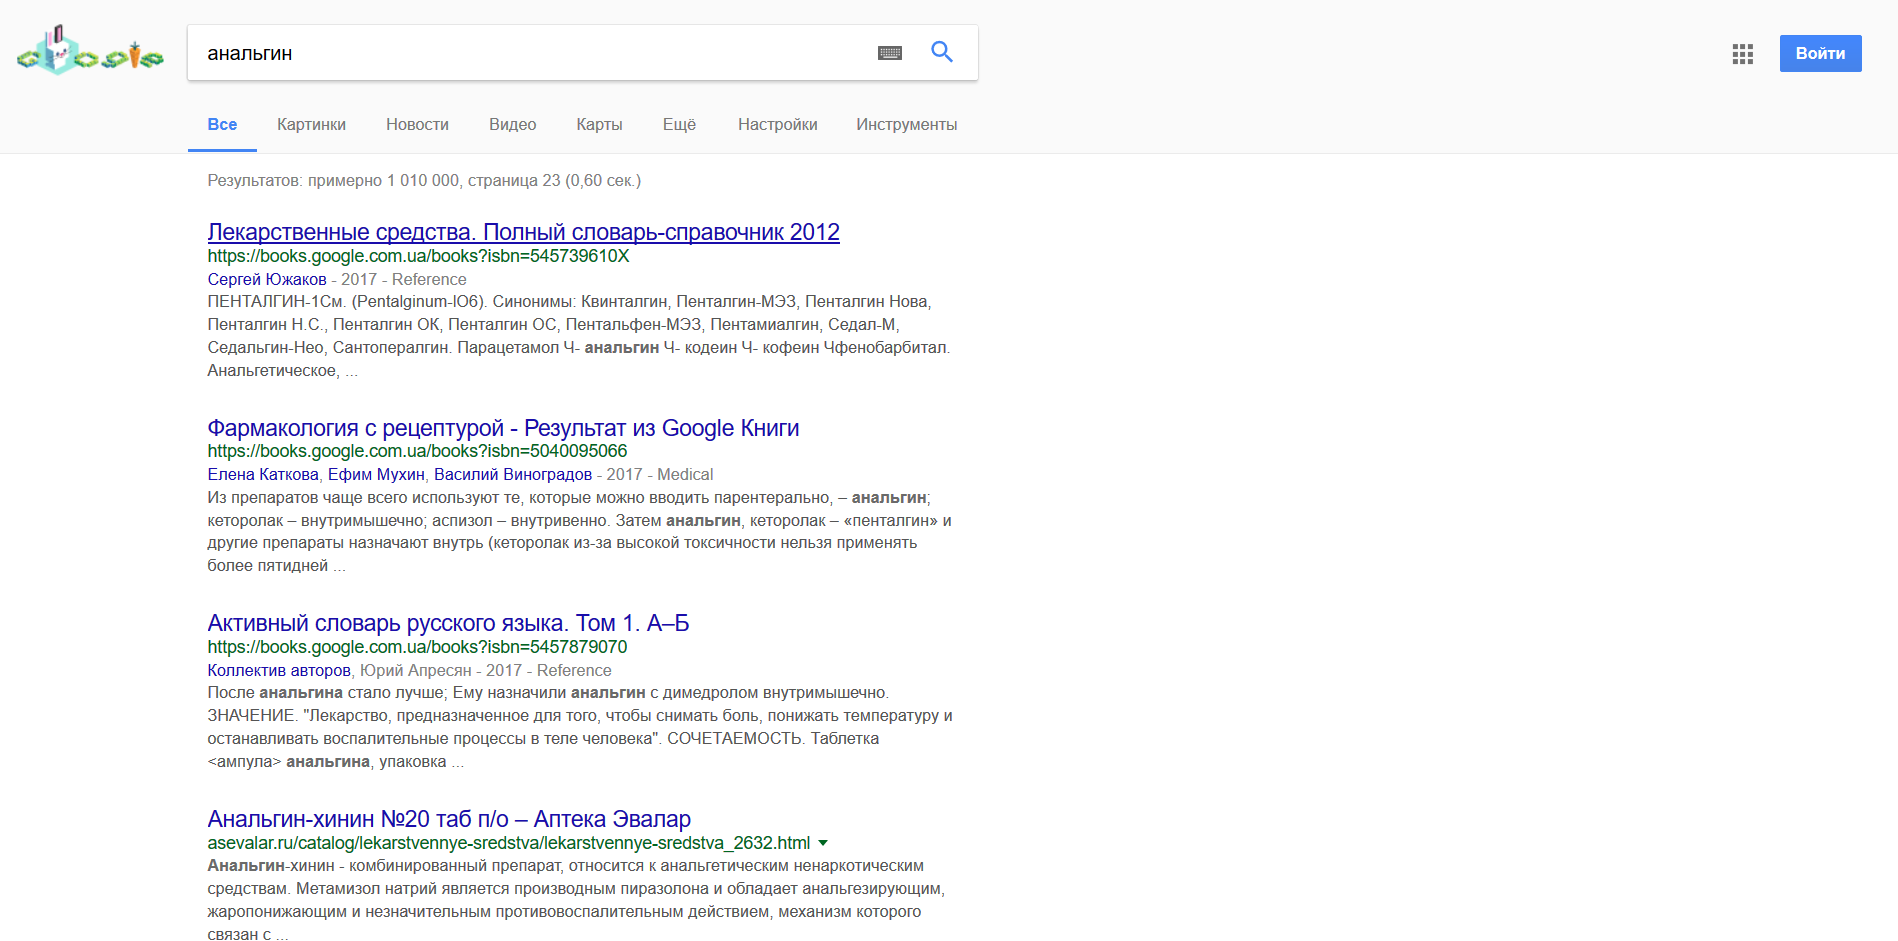 анальгин
Войти
Все Картинки Новости Видео Карты Ещё Настройки Инструменты
Результатов: примерно 1 010 000, страница 23 (0,60 сек.)
Лекарственные средства. Полный словарь-справочник 2012
https://books.google.com.ua/books?isbn=545739610X
Сергей Южаков - 2017 - Reference
ПЕНТАЛГИН-1См. (Pentalginum-lO6). Синонимы: Квинталгин, Пенталгин-МЭЗ, Пенталгин Нова,
Пенталгин Н.С., Пенталгин ОК, Пенталгин ОС, Пентальфен-МЭЗ, Пентамиалгин, Седал-М,
Седальгин-Нео, Сантопералгин. Парацетамол Ч- анальгин Ч- кодеин Ч- кофеин Чфенобарбитал.
Анальгетическое, ...
Фармакология с рецептурой - Результат из Google Книги
https://books.google.com.ua/books?isbn=5040095066
Елена Каткова, Ефим Мухин, Василий Виноградов - 2017 - Medical
Из препаратов чаще всего используют те, которые можно вводить парентерально, – анальгин;
кеторолак – внутримышечно; аспизол – внутривенно. Затем анальгин, кеторолак – «пенталгин» и
другие препараты назначают внутрь (кеторолак из-за высокой токсичности нельзя применять
более пятидней ...
Активный словарь русского языка. Том 1. А–Б
https://books.google.com.ua/books?isbn=5457879070
Коллектив авторов, Юрий Апресян - 2017 - Reference
После анальгина стало лучше; Ему назначили анальгин с димедролом внутримышечно.
ЗНАЧЕНИЕ. "Лекарство, предназначенное для того, чтобы снимать боль, понижать температуру и
останавливать воспалительные процессы в теле человека". СОЧЕТАЕМОСТЬ. Таблетка
<ампула> анальгина, упаковка ...
Анальгин-хинин №20 таб п/о – Аптека Эвалар
asevalar.ru/catalog/lekarstvennye-sredstva/lekarstvennye-sredstva_2632.html
Анальгин-хинин - комбинированный препарат, относится к анальгетическим ненаркотическим
средствам. Метамизол натрий является производным пиразолона и обладает анальгезирующим,
жаропонижающим и незначительным противовоспалительным действием, механизм которого
связан с ...